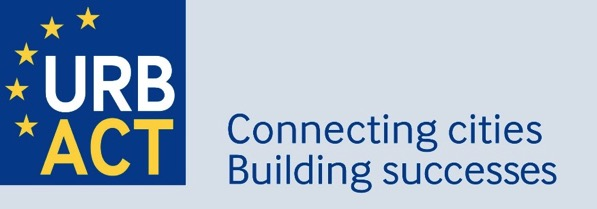 URB
ACT
Connecting cities
Building successes